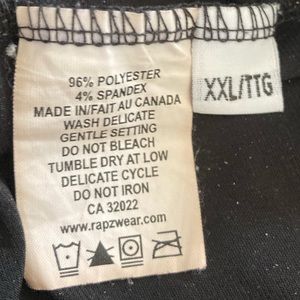 96% POLYESTER
4% SPANDEX
MADE IN/FAIT AU CANADA
WASH DELICATE
GENTLE SETTING
DO NOT BLEACH
TUMBLE DRY AT LOW
DELICATE CYCLE
DO NOT IRON
CA 32022
www.rapzwear.com
XXL/TTG